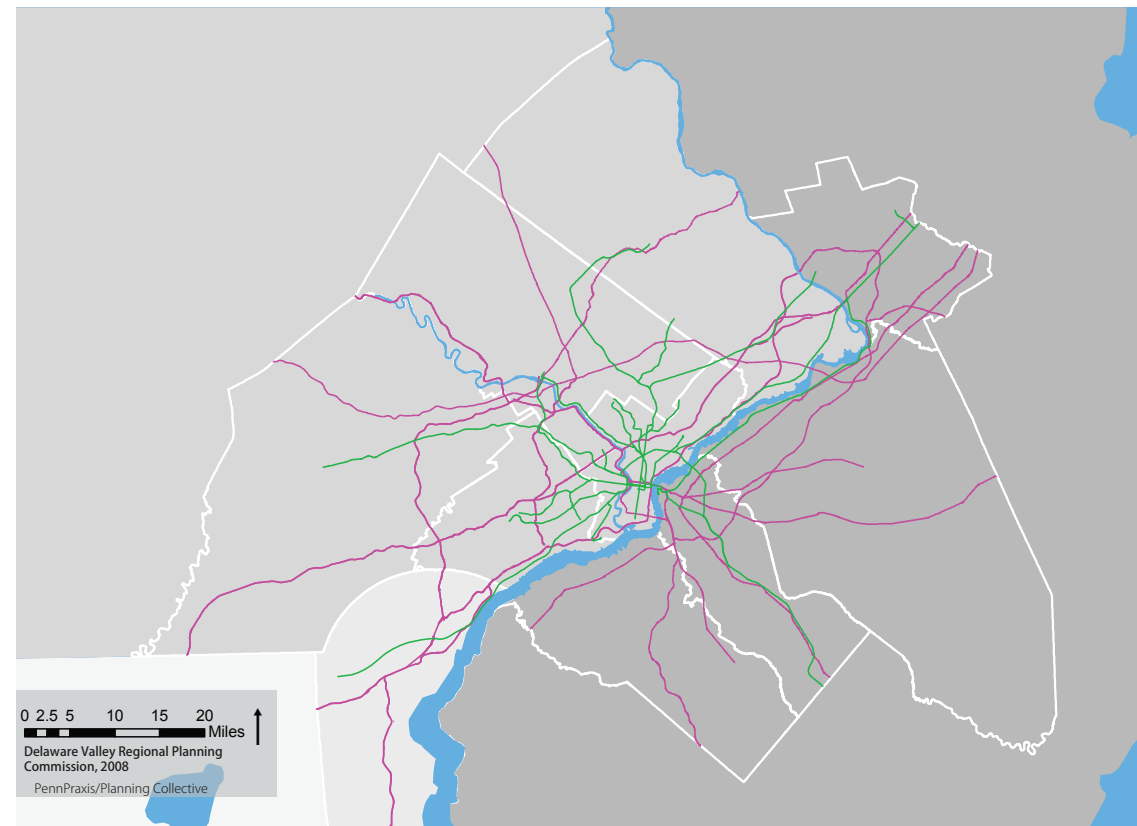 0 2.5 5 10 15 20
Miles
Delaware Valley Regional Planning
Commission, 2008
PennPraxis/Planning Collective